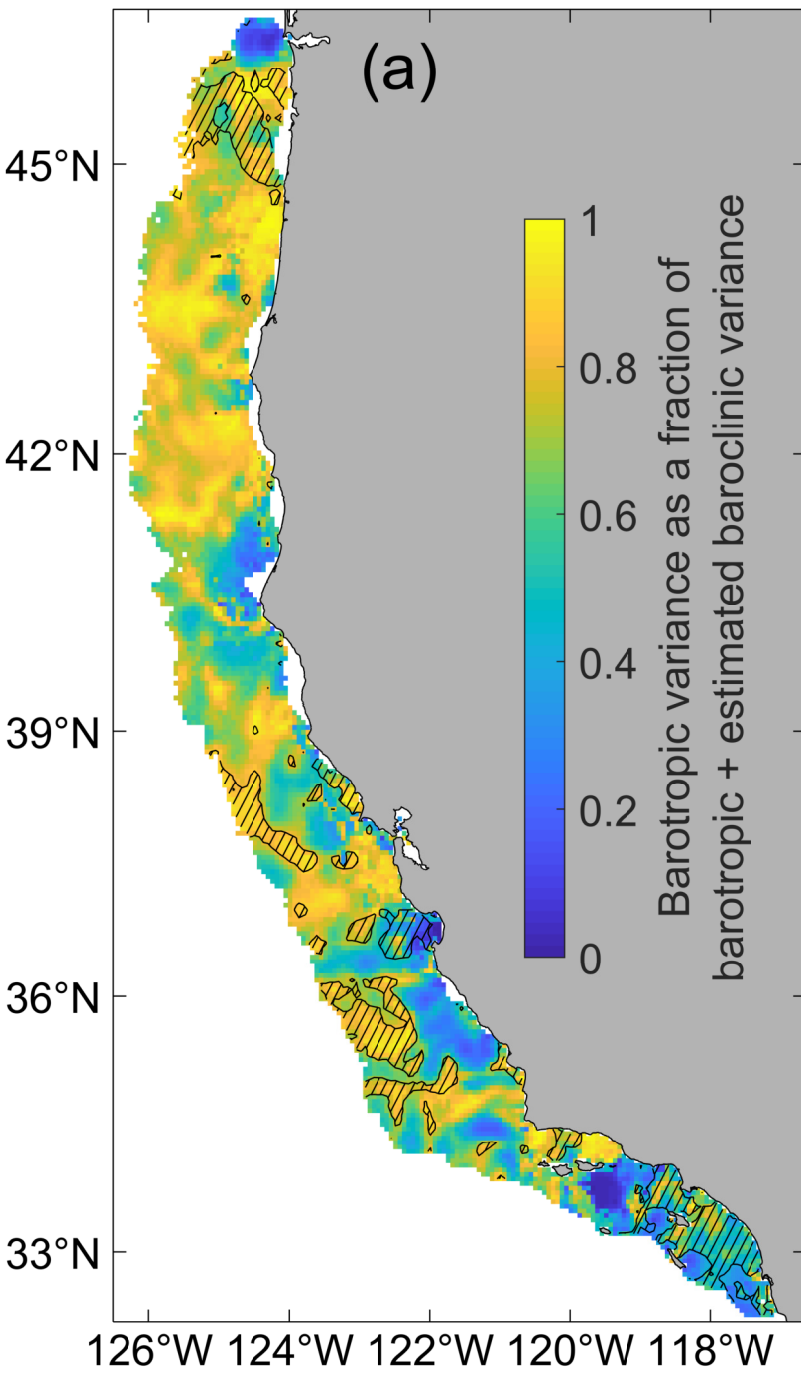 (a)
45°N
42°N
39°N
36°N
33°N
126°W 124°W 122°W 120°W 118°W
1
0.8
0.6
0.4
0.2
0
Barotropic variance as a fraction of
barotropic + estimated baroclinic variance